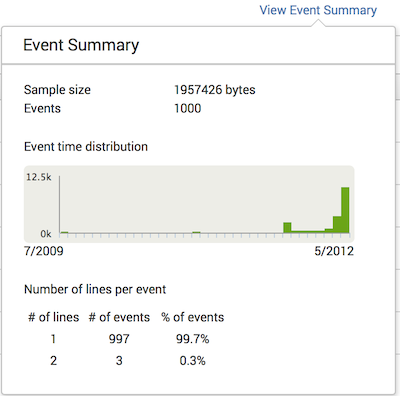 View Event Summary
Event Summary
Sample size 1957426 bytes
Events 1000
Event time distribution
12.5k
0k
7/2009 5/2012
Number of lines per event
# of lines # of events % of events
1 997 99.7%
2 3 0.3%